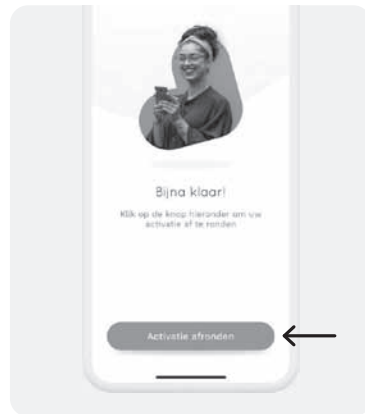 Bijna klaar!
Klik op de knop hieronder om uw
activatie af te ronden
Activatie afronden